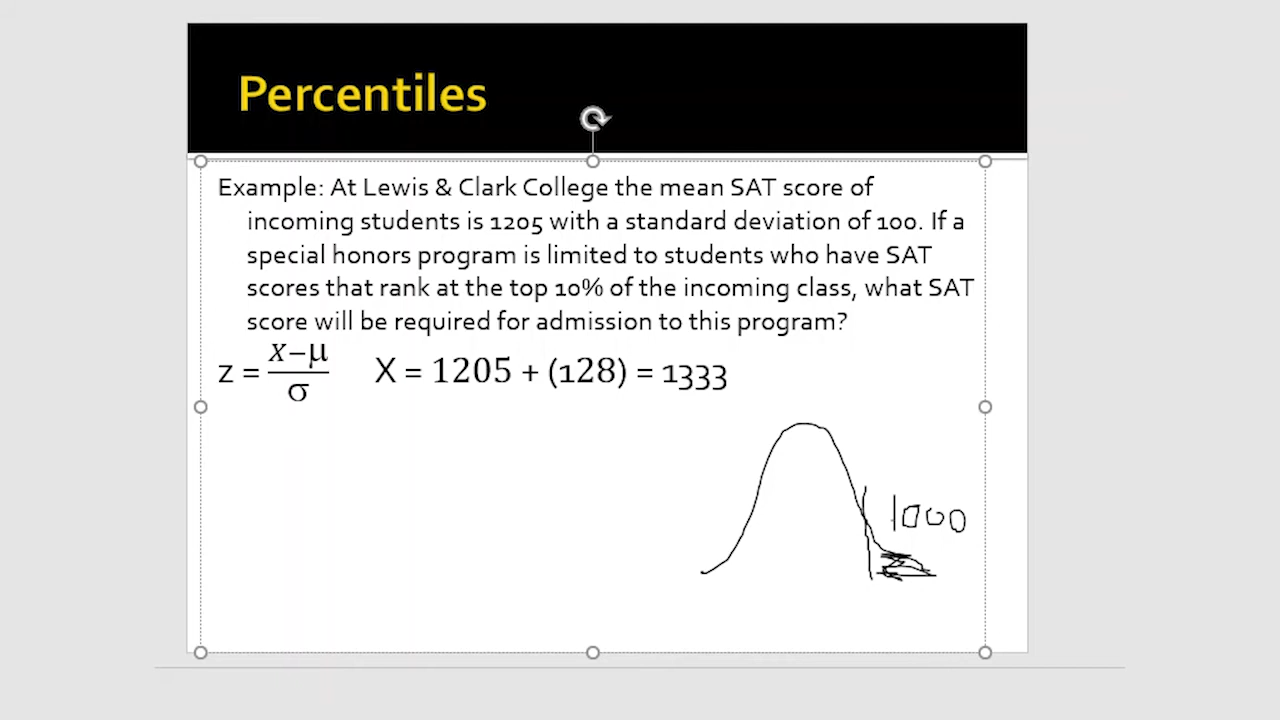 Percentiles
Example: At Lewis & Clark College the mean SAT score of
incoming students is 1205 with a standard deviation of 100. If a
special honors program is limited to students who have SAT
scores that rank at the top 10% of the incoming class, what SAT
score will be required for admission to this program?
z = (X−μ)/σ X = 1205 + (128) = 1333
1000